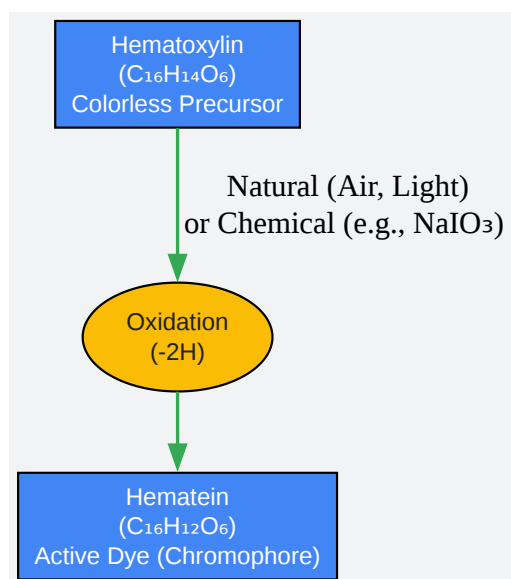 Hematoxylin
(C₁₆H₁₄O₆)
Colorless Precursor
Natural (Air, Light)
or Chemical (e.g., NaIO₃)
Oxidation
(-2H)
Hematein
(C₁₆H₁₂O₆)
Active Dye (Chromophore)